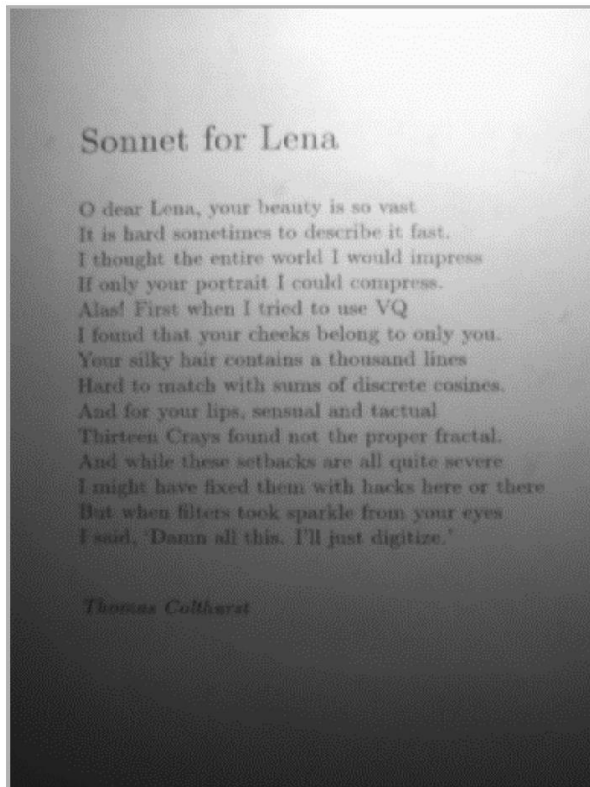 Sonnet for Lena
O dear Lena, your beauty is so vast
It is hard sometimes to describe it fast.
I thought the entire world I would impress
If only your portrait I could compress.
Alas! First when I tried to use VQ
I found that your cheeks belong to only you.
Your silky hair contains a thousand lines
Hard to match with sums of discrete cosines.
And for your lips, sensual and tactual
Thirteen Crays found not the proper fractal.
And while these setbacks are all quite severe
I might have fixed them with hacks here or there
But when filters took sparkle from your eyes
I said, 'Damn all this. I'll just digitize.'
Thomas Colthurst